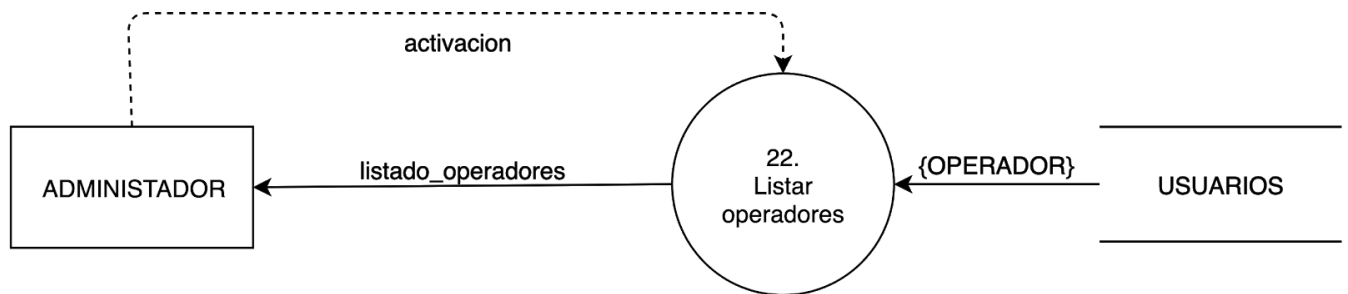 activacion
ADMINISTADOR
listado_operadores
22.
Listar
operadores
{OPERADOR}
USUARIOS